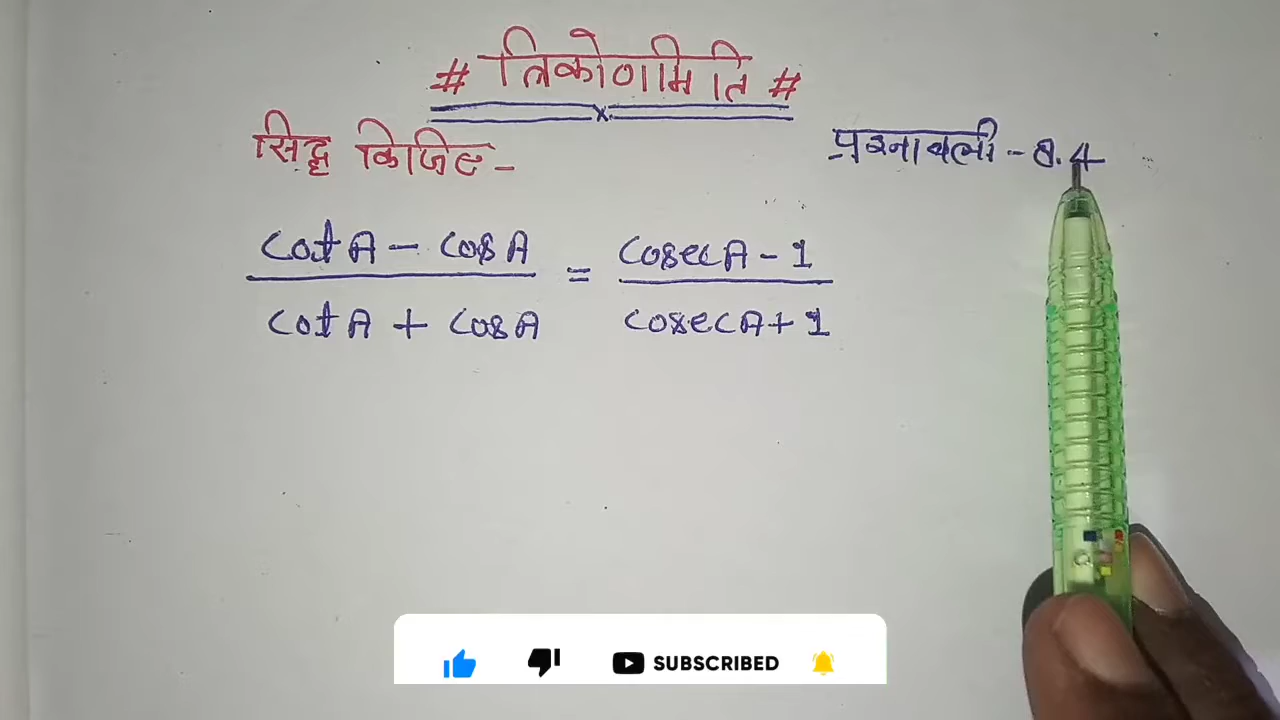 # त्रिकोणमिति #
सिद्ध किजिए - प्रश्नावली - 8.4
cotA - cosA / cotA + cosA = cosecA - 1 / cosecA + 1
SUBSCRIBED